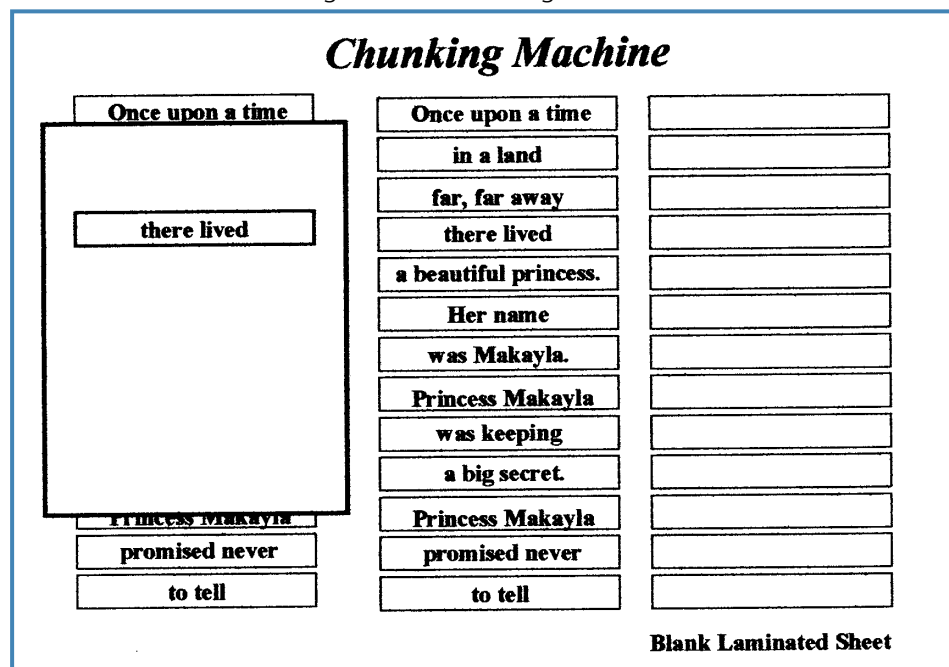 Chunking Machine
Once upon a time
there lived
Princess Makayla
promised never
to tell
Once upon a time
in a land
far, far away
there lived
a beautiful princess.
Her name
was Makayla.
Princess Makayla
was keeping
a big secret.
Princess Makayla
promised never
to tell
Blank Laminated Sheet